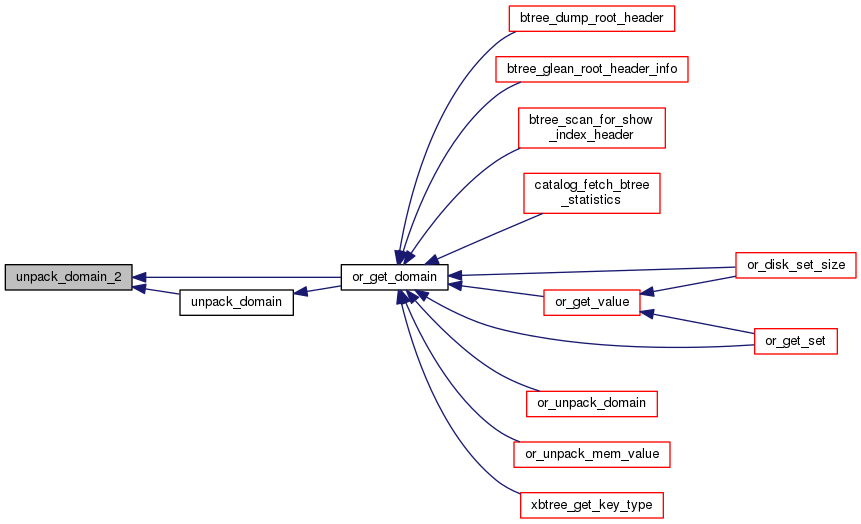 btree_dump_root_header
btree_glean_root_header_info
btree_scan_for_show
_index_header
catalog_fetch_btree
_statistics
unpack_domain_2
or_get_domain
or_disk_set_size
unpack_domain
or_get_value
or_get_set
or_unpack_domain
or_unpack_mem_value
xbtree_get_key_type